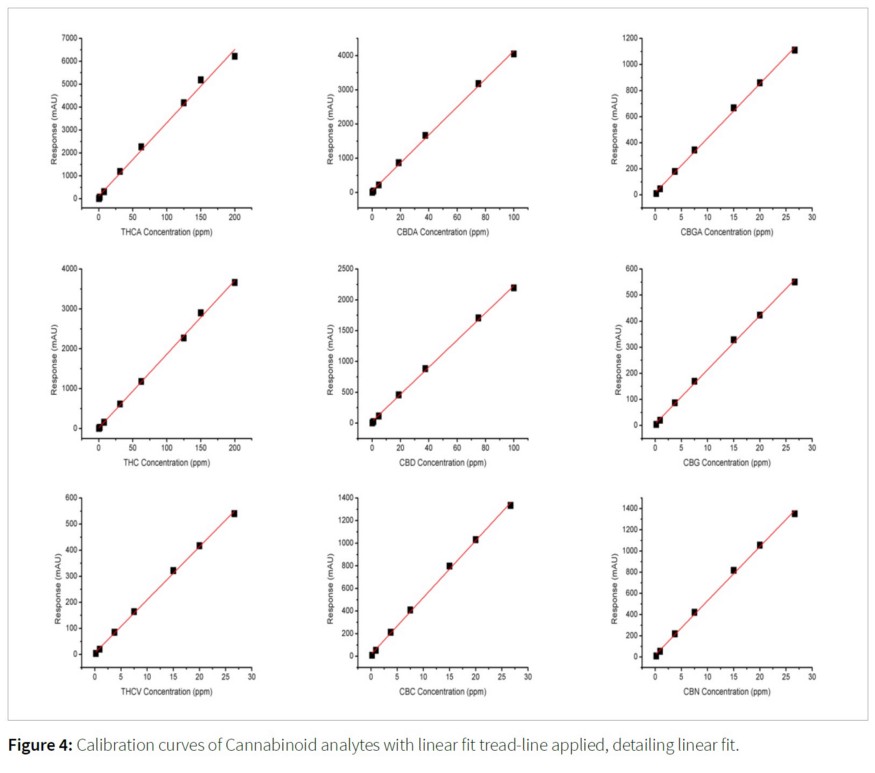 7000
6000
5000
4000
3000
2000
1000
0
Response (mAU)
0 50 100 150 200
THCA Concentration (ppm)
4000
3000
2000
1000
0
Response (mAU)
0 20 40 60 80 100
CBDA Concentration (ppm)
1200
1000
800
600
400
200
0
Response (mAU)
0 5 10 15 20 25 30
CBGA Concentration (ppm)
4000
3000
2000
1000
0
Response (mAU)
0 50 100 150 200
THC Concentration (ppm)
2500
2000
1500
1000
500
0
Response (mAU)
0 20 40 60 80 100
CBD Concentration (ppm)
600
500
400
300
200
100
0
Response (mAU)
0 5 10 15 20 25 30
CBG Concentration (ppm)
600
500
400
300
200
100
0
Response (mAU)
0 5 10 15 20 25 30
THCV Concentration (ppm)
1400
1200
1000
800
600
400
200
0
Response (mAU)
0 5 10 15 20 25 30
CBC Concentration (ppm)
1400
1200
1000
800
600
400
200
0
Response (mAU)
0 5 10 15 20 25 30
CBN Concentration (ppm)
Figure 4: Calibration curves of Cannabinoid analytes with linear fit tread-line applied, detailing linear fit.